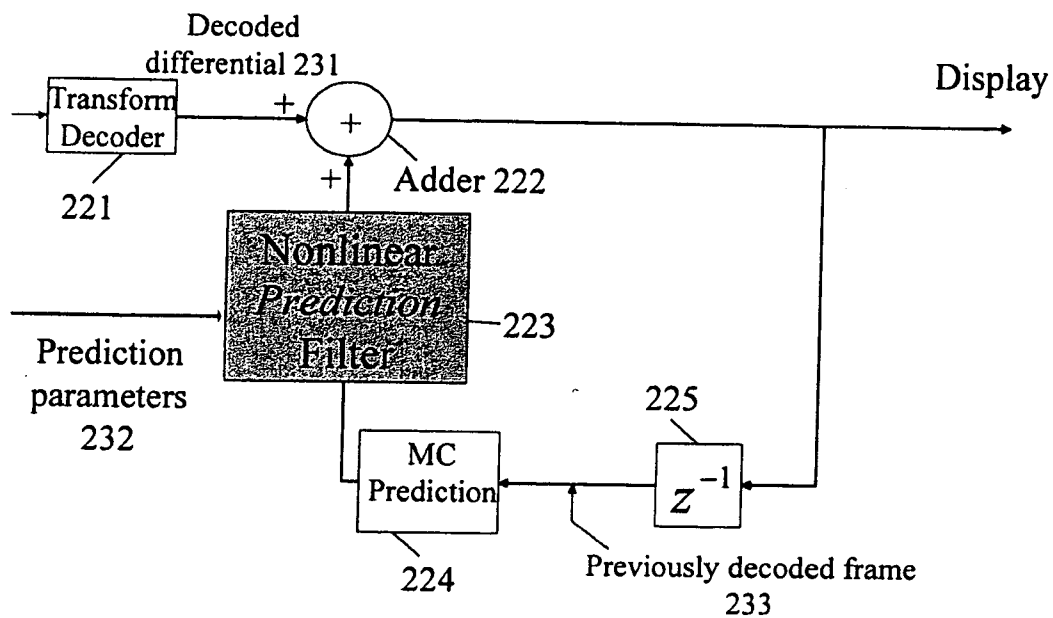 Decoded
differential 231
Display
Transform
Decoder
+
+
Adder 222
+
221
Nonlinear
Prediction
Filter
223
Prediction
parameters
232
225
MC
Prediction
z⁻¹
224
Previously decoded frame
233